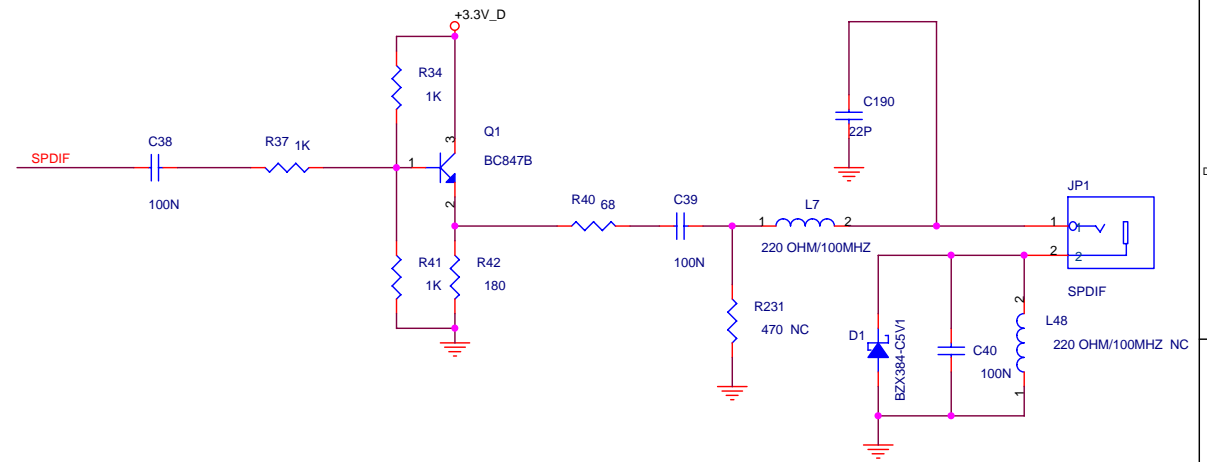 +3.3V_D
R34
1K
C190
22P
Q1
BC847B
3
1
2
SPDIF
C38
100N
R37 1K
JP1
R40 68
C39
100N
L7
1 2
220 OHM/100MHZ
1
1
2
2
SPDIF
R41
1K
R42
180
R231
470 NC
D1
BZX384-C5V1
C40
100N
2
L48
220 OHM/100MHZ NC
1
D